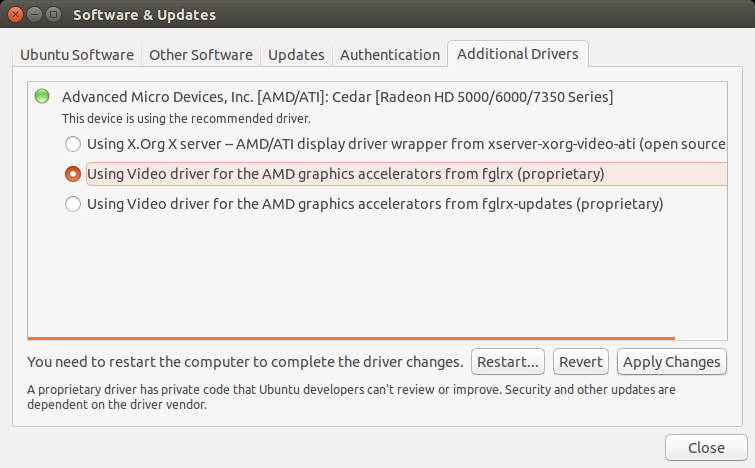 Software & Updates
Ubuntu Software Other Software Updates Authentication Additional Drivers
Advanced Micro Devices, Inc. [AMD/ATI]: Cedar [Radeon HD 5000/6000/7350 Series]
This device is using the recommended driver.
Using X.Org X server -- AMD/ATI display driver wrapper from xserver-xorg-video-ati (open source
Using Video driver for the AMD graphics accelerators from fglrx (proprietary)
Using Video driver for the AMD graphics accelerators from fglrx-updates (proprietary)
You need to restart the computer to complete the driver changes. Restart... Revert Apply Changes
A proprietary driver has private code that Ubuntu developers can't review or improve. Security and other updates are
dependent on the driver vendor.
Close